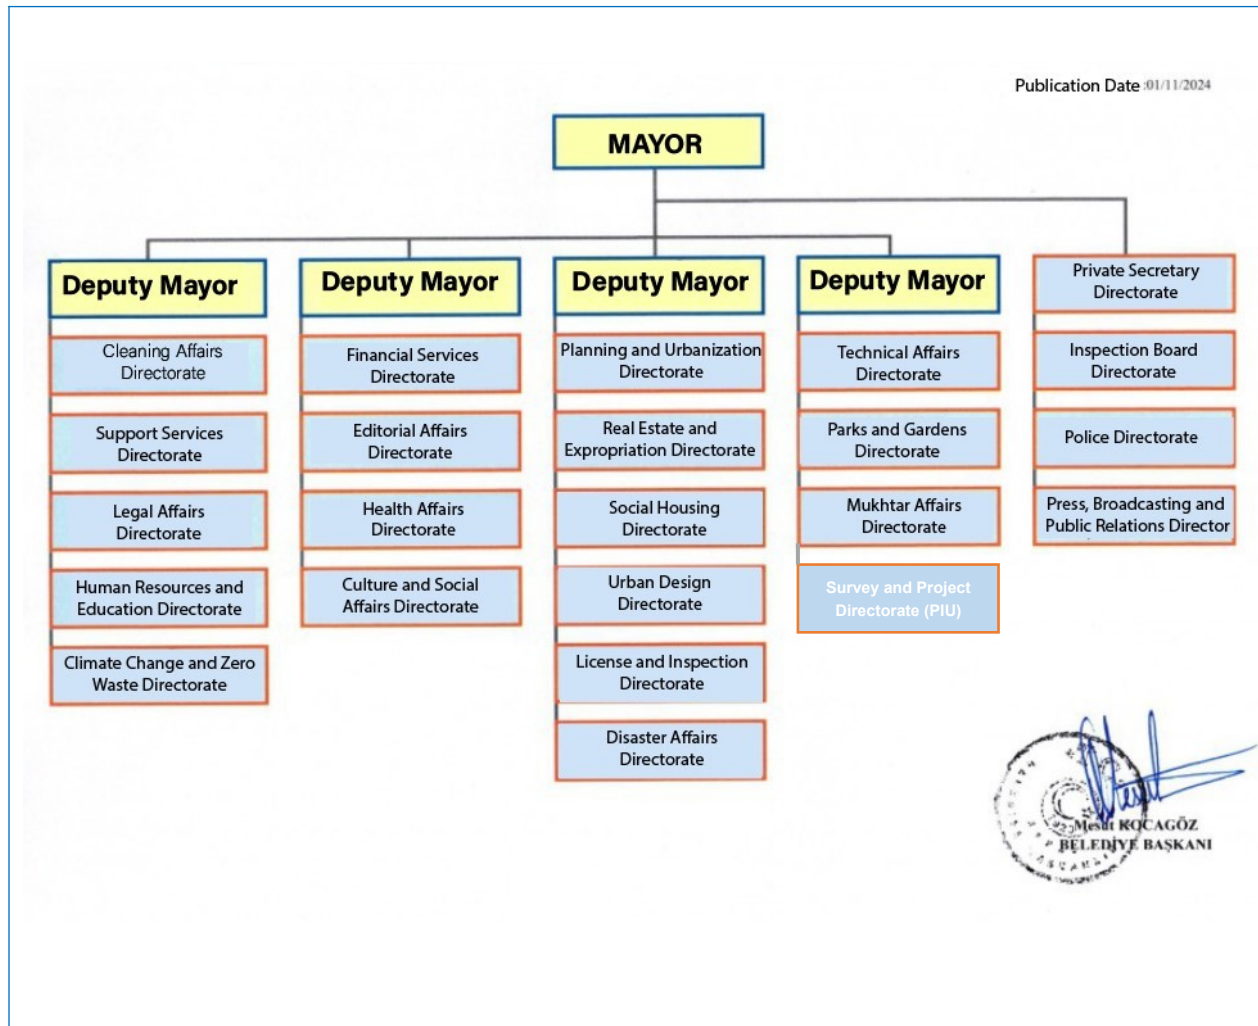 Publication Date :01/11/2024
MAYOR
Deputy Mayor
Cleaning Affairs
Directorate
Support Services
Directorate
Legal Affairs
Directorate
Human Resources and
Education Directorate
Climate Change and Zero
Waste Directorate
Deputy Mayor
Financial Services
Directorate
Editorial Affairs
Directorate
Health Affairs
Directorate
Culture and Social
Affairs Directorate
Deputy Mayor
Planning and Urbanization
Directorate
Real Estate and
Expropriation Directorate
Social Housing
Directorate
Urban Design
Directorate
License and Inspection
Directorate
Disaster Affairs
Directorate
Deputy Mayor
Technical Affairs
Directorate
Parks and Gardens
Directorate
Mukhtar Affairs
Directorate
Survey and Project
Directorate (PIU)
Private Secretary
Directorate
Inspection Board
Directorate
Police Directorate
Press, Broadcasting and
Public Relations Director
Mesut KOCAGÖZ
BELEDİYE BAŞKANI